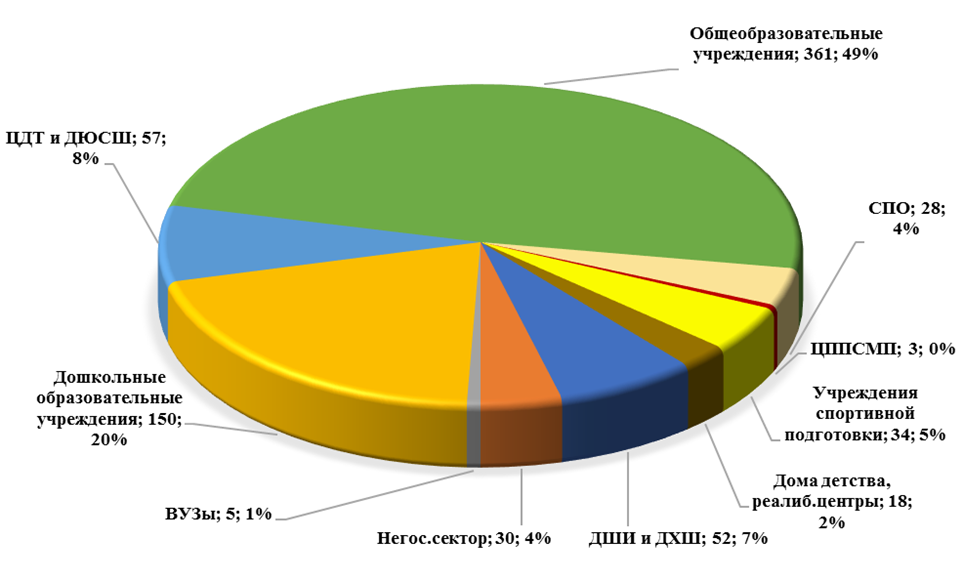 Общеобразовательные
учреждения; 361; 49%
ЦДТ и ДЮСШ; 57;
8%
СПО; 28;
4%
ЦППСМП; 3; 0%
Учреждения
спортивной
подготовки; 34; 5%
Дома детства,
реалиб.центры; 18;
2%
ДШИ и ДХШ; 52; 7%
Негос.сектор; 30; 4%
ВУЗы; 5; 1%
Дошкольные
образовательные
учреждения; 150;
20%